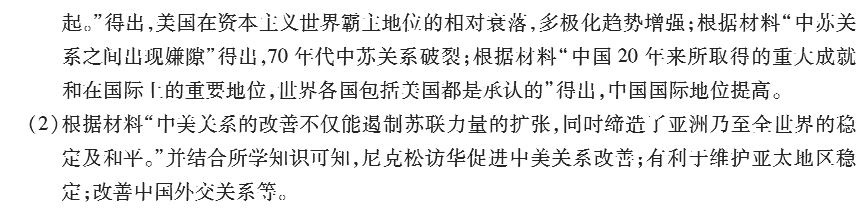 起。”得出,美国在资本主义世界霸主地位的相对衰落,多极化趋势增强;根据材料“中苏关
系之间出现嫌隙”得出,70 年代中苏关系破裂;根据材料“中国 20 年来所取得的重大成就
和在国际上的重要地位,世界各国包括美国都是承认的”得出,中国国际地位提高。
(2)根据材料“中美关系的改善不仅能遏制苏联力量的扩张,同时缔造了亚洲乃至全世界的稳
定及和平。”并结合所学知识可知,尼克松访华促进中美关系改善;有利于维护亚太地区稳
定;改善中国外交关系等。